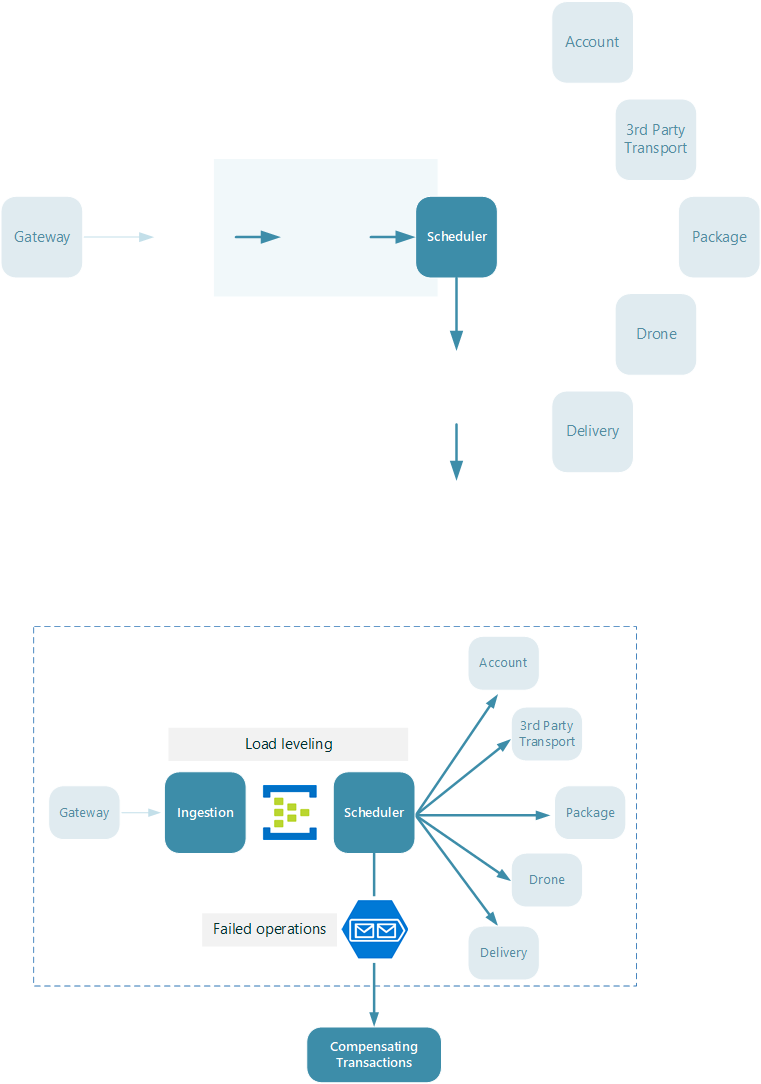 Account
3rd Party
Transport
Gateway
Scheduler
Package
Drone
Delivery
Account
3rd Party
Transport
Load leveling
Gateway
Ingestion
Scheduler
Package
Drone
Failed operations
Delivery
Compensating
Transactions